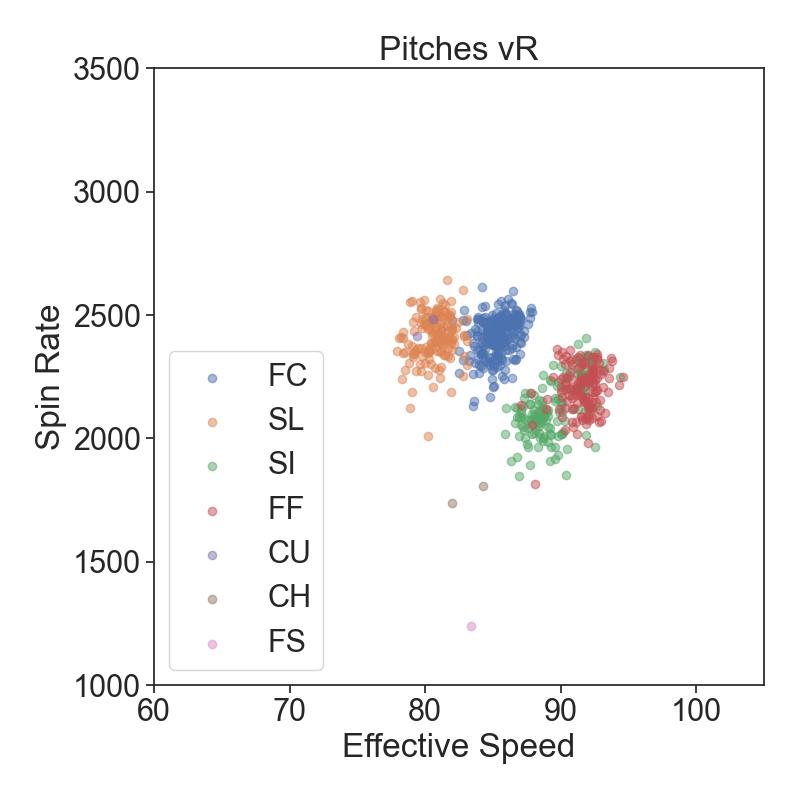 Pitches vR
3500
3000
2500
2000
1500
1000
Spin Rate
FC
SL
SI
FF
CU
CH
FS
60 70 80 90 100
Effective Speed